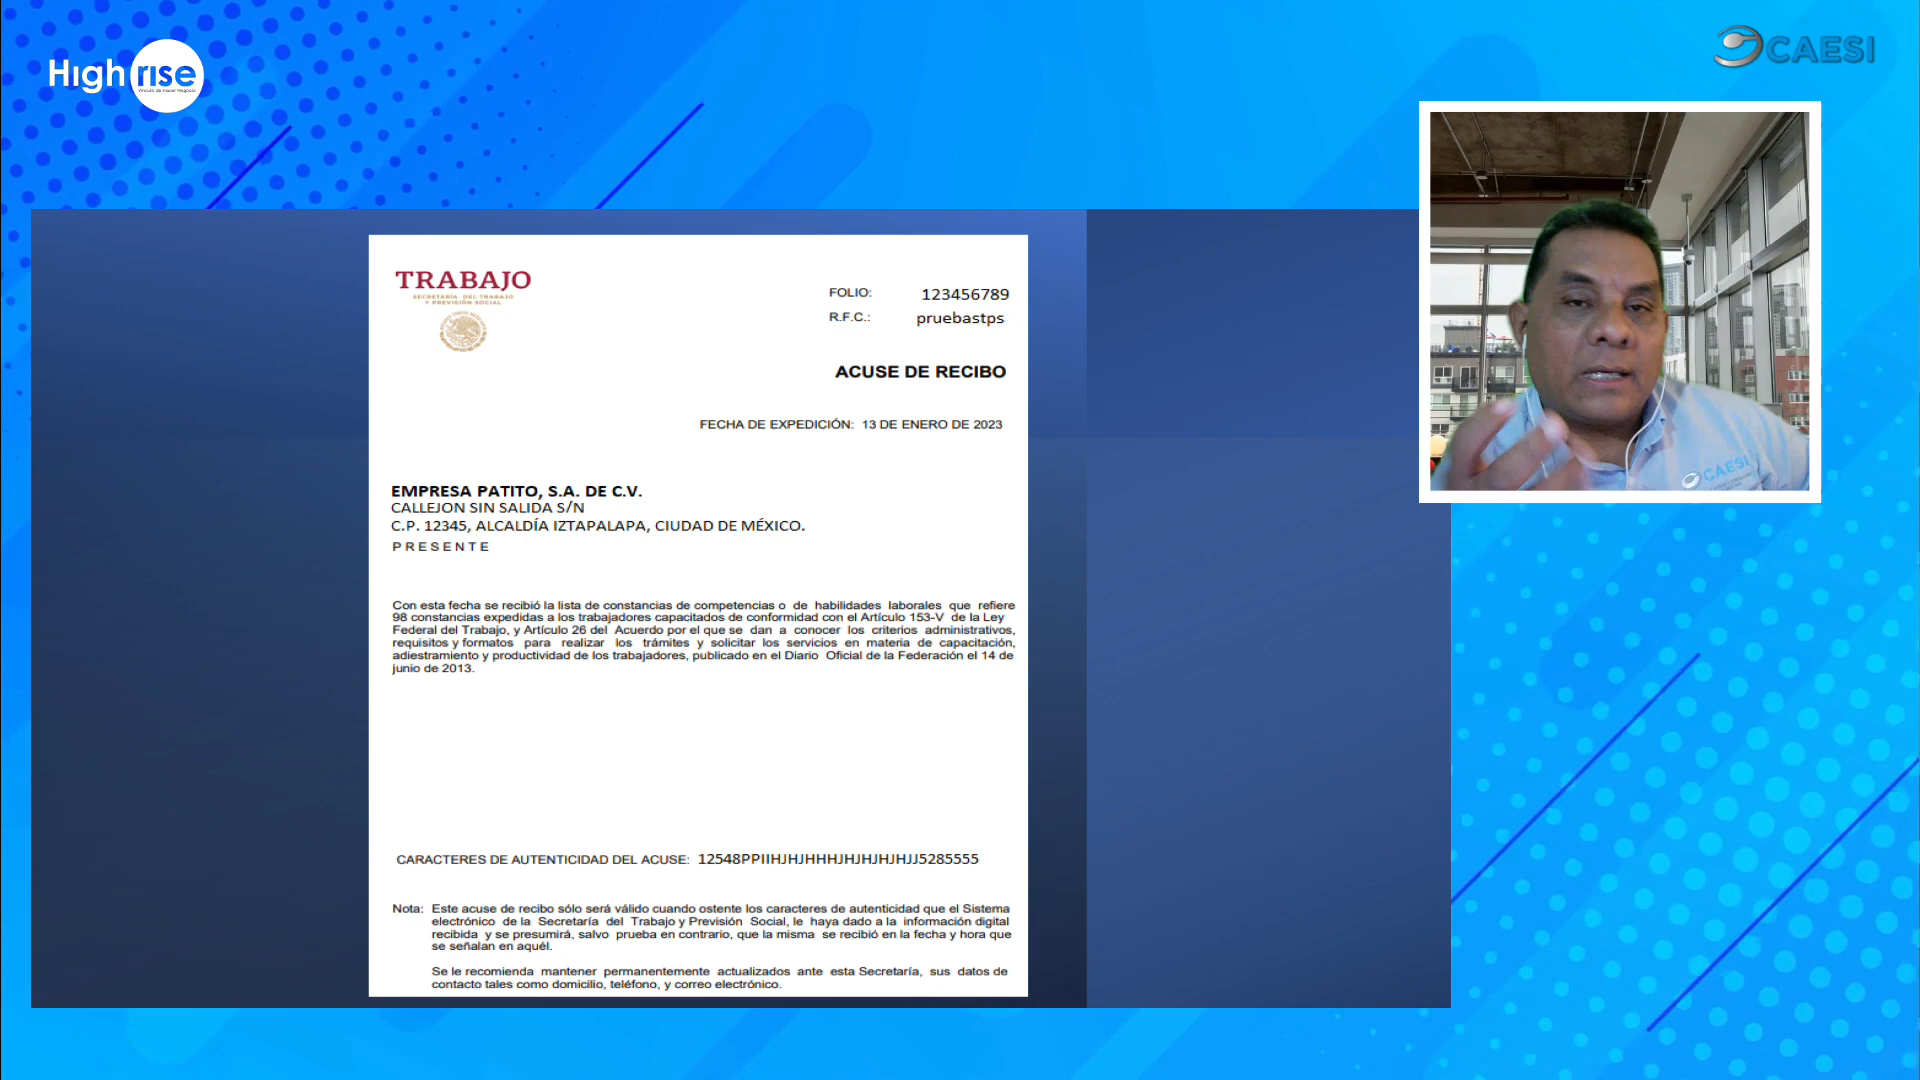 High rise
Vínculo de Hacer Negocio
CAESI
TRABAJO
SECRETARÍA DEL TRABAJO
Y PREVISIÓN SOCIAL
FOLIO: 123456789
R.F.C.: pruebastps
ACUSE DE RECIBO
FECHA DE EXPEDICIÓN: 13 DE ENERO DE 2023
EMPRESA PATITO, S.A. DE C.V.
CALLEJON SIN SALIDA S/N
C.P. 12345, ALCALDÍA IZTAPALAPA, CIUDAD DE MÉXICO.
P R E S E N T E
Con esta fecha se recibió la lista de constancias de competencias o de habilidades laborales que refiere
98 constancias expedidas a los trabajadores capacitados de conformidad con el Artículo 153-V de la Ley
Federal del Trabajo, y Artículo 26 del Acuerdo por el que se dan a conocer los criterios administrativos,
requisitos y formatos para realizar los trámites y solicitar los servicios en materia de capacitación,
adiestramiento y productividad de los trabajadores, publicado en el Diario Oficial de la Federación el 14 de
junio de 2013.
CARACTERES DE AUTENTICIDAD DEL ACUSE: 12548PPIIHJHJHHHJHJHJHJHJJ5285555
Nota: Este acuse de recibo sólo será válido cuando ostente los caracteres de autenticidad que el Sistema
electrónico de la Secretaría del Trabajo y Previsión Social, le haya dado a la información digital
recibida y se presumirá, salvo prueba en contrario, que la misma se recibió en la fecha y hora que
se señalan en aquél.
Se le recomienda mantener permanentemente actualizados ante esta Secretaría, sus datos de
contacto tales como domicilio, teléfono, y correo electrónico.
CAESI